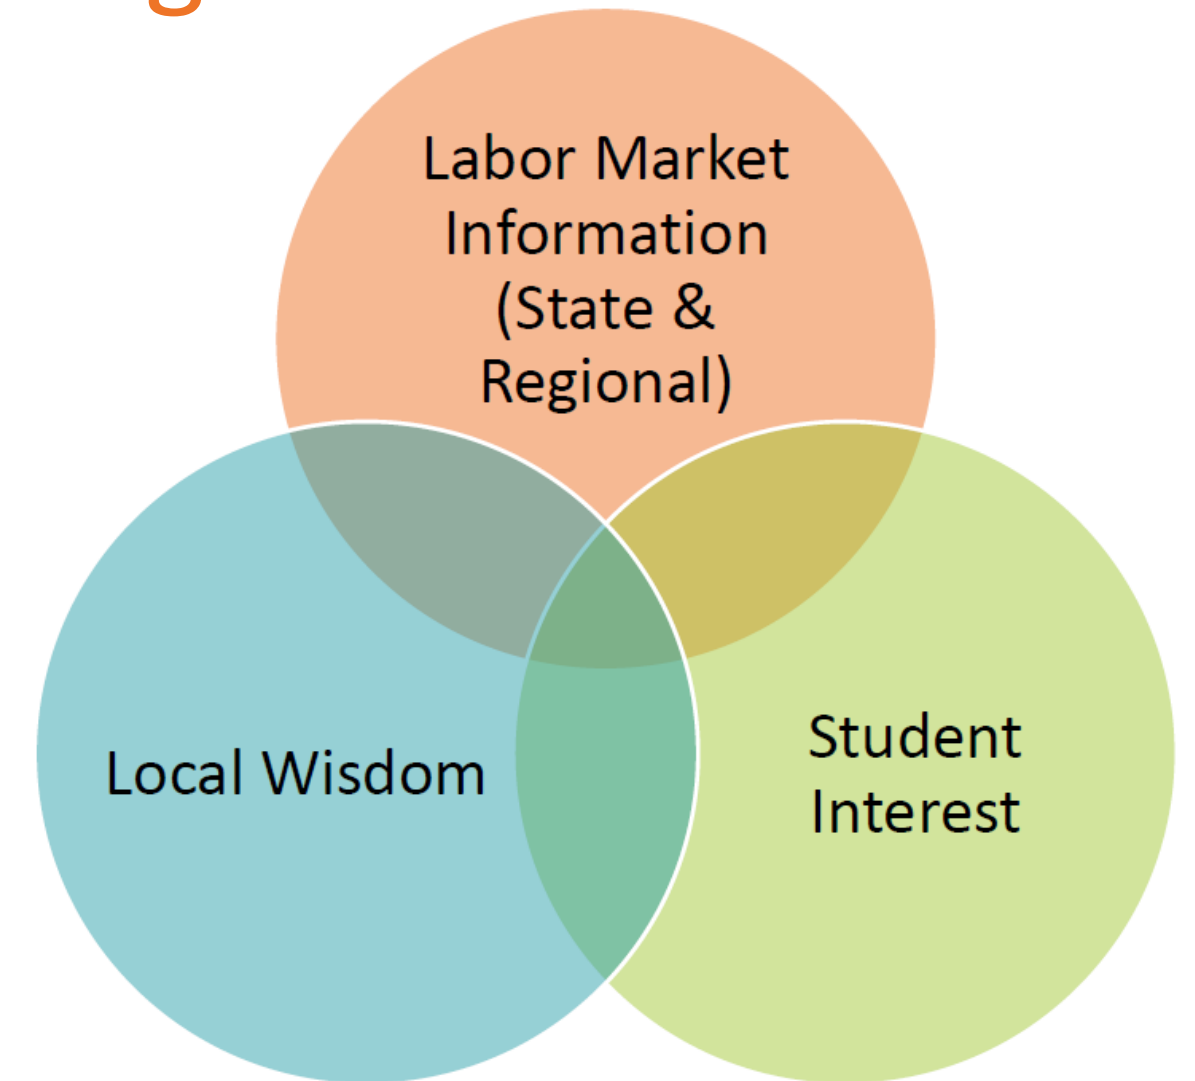 Labor Market
Information
(State &
Regional)
Local Wisdom
Student
Interest